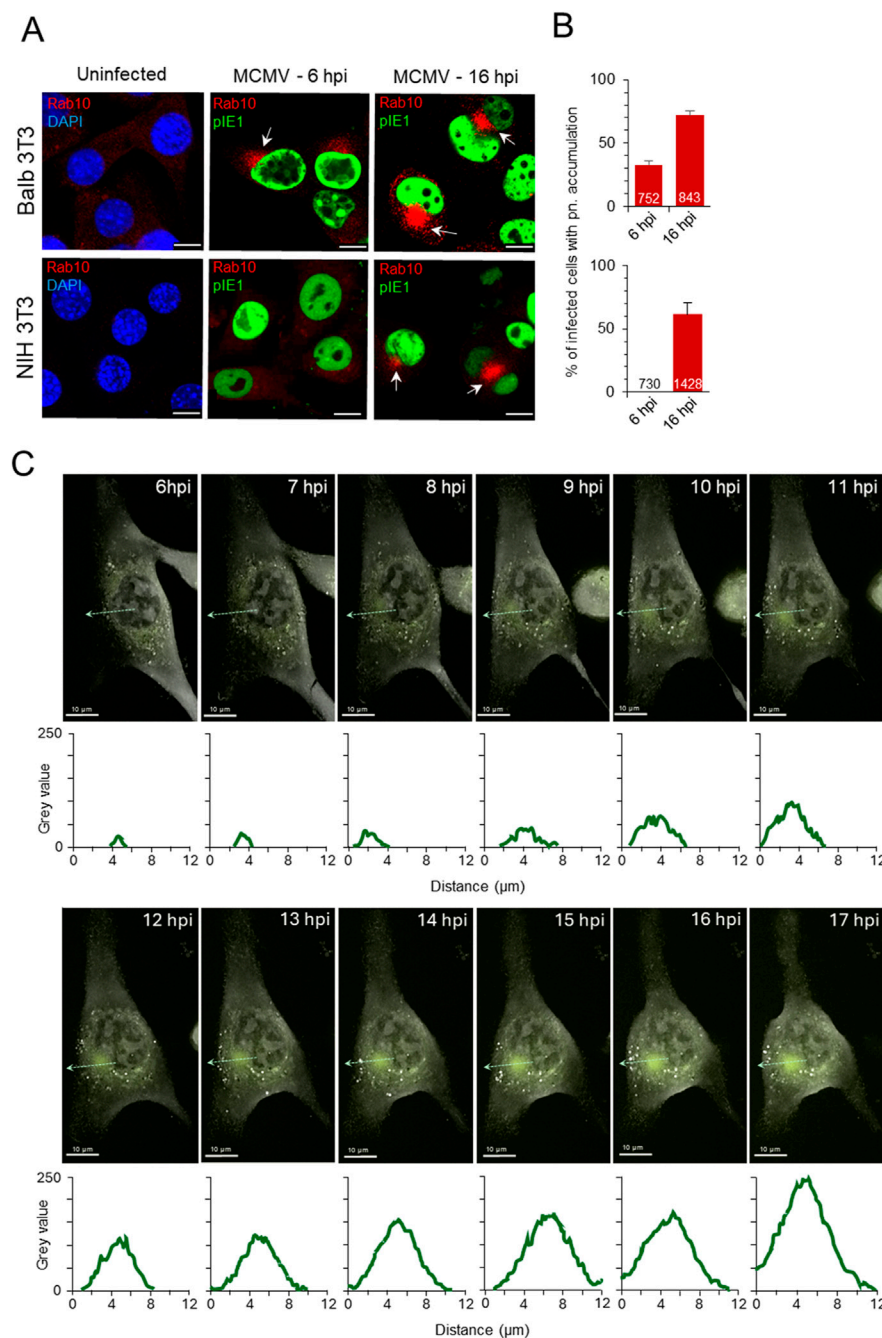 A
Uninfected
MCMV - 6 hpi
MCMV - 16 hpi
Balb 3T3
Rab10
DAPI
Rab10
pIE1
Rab10
pIE1
NIH 3T3
Rab10
DAPI
Rab10
pIE1
Rab10
pIE1
B
% of infected cells with pn. accumulation
100
50
0
752
843
6 hpi
16 hpi
100
50
0
730
1428
6 hpi
16 hpi
C
6hpi
7 hpi
8 hpi
9 hpi
10 hpi
11 hpi
10 µm
10 µm
10 µm
10 µm
10 µm
10 µm
Grey value
250
0
0 4 8 12
0 4 8 12
0 4 8 12
0 4 8 12
0 4 8 12
0 4 8 12
Distance (µm)
12 hpi
13 hpi
14 hpi
15 hpi
16 hpi
17 hpi
10 µm
10 µm
10 µm
10 µm
10 µm
10 µm
Grey value
250
0
0 4 8 12
0 4 8 12
0 4 8 12
0 4 8 12
0 4 8 12
0 4 8 12
Distance (µm)